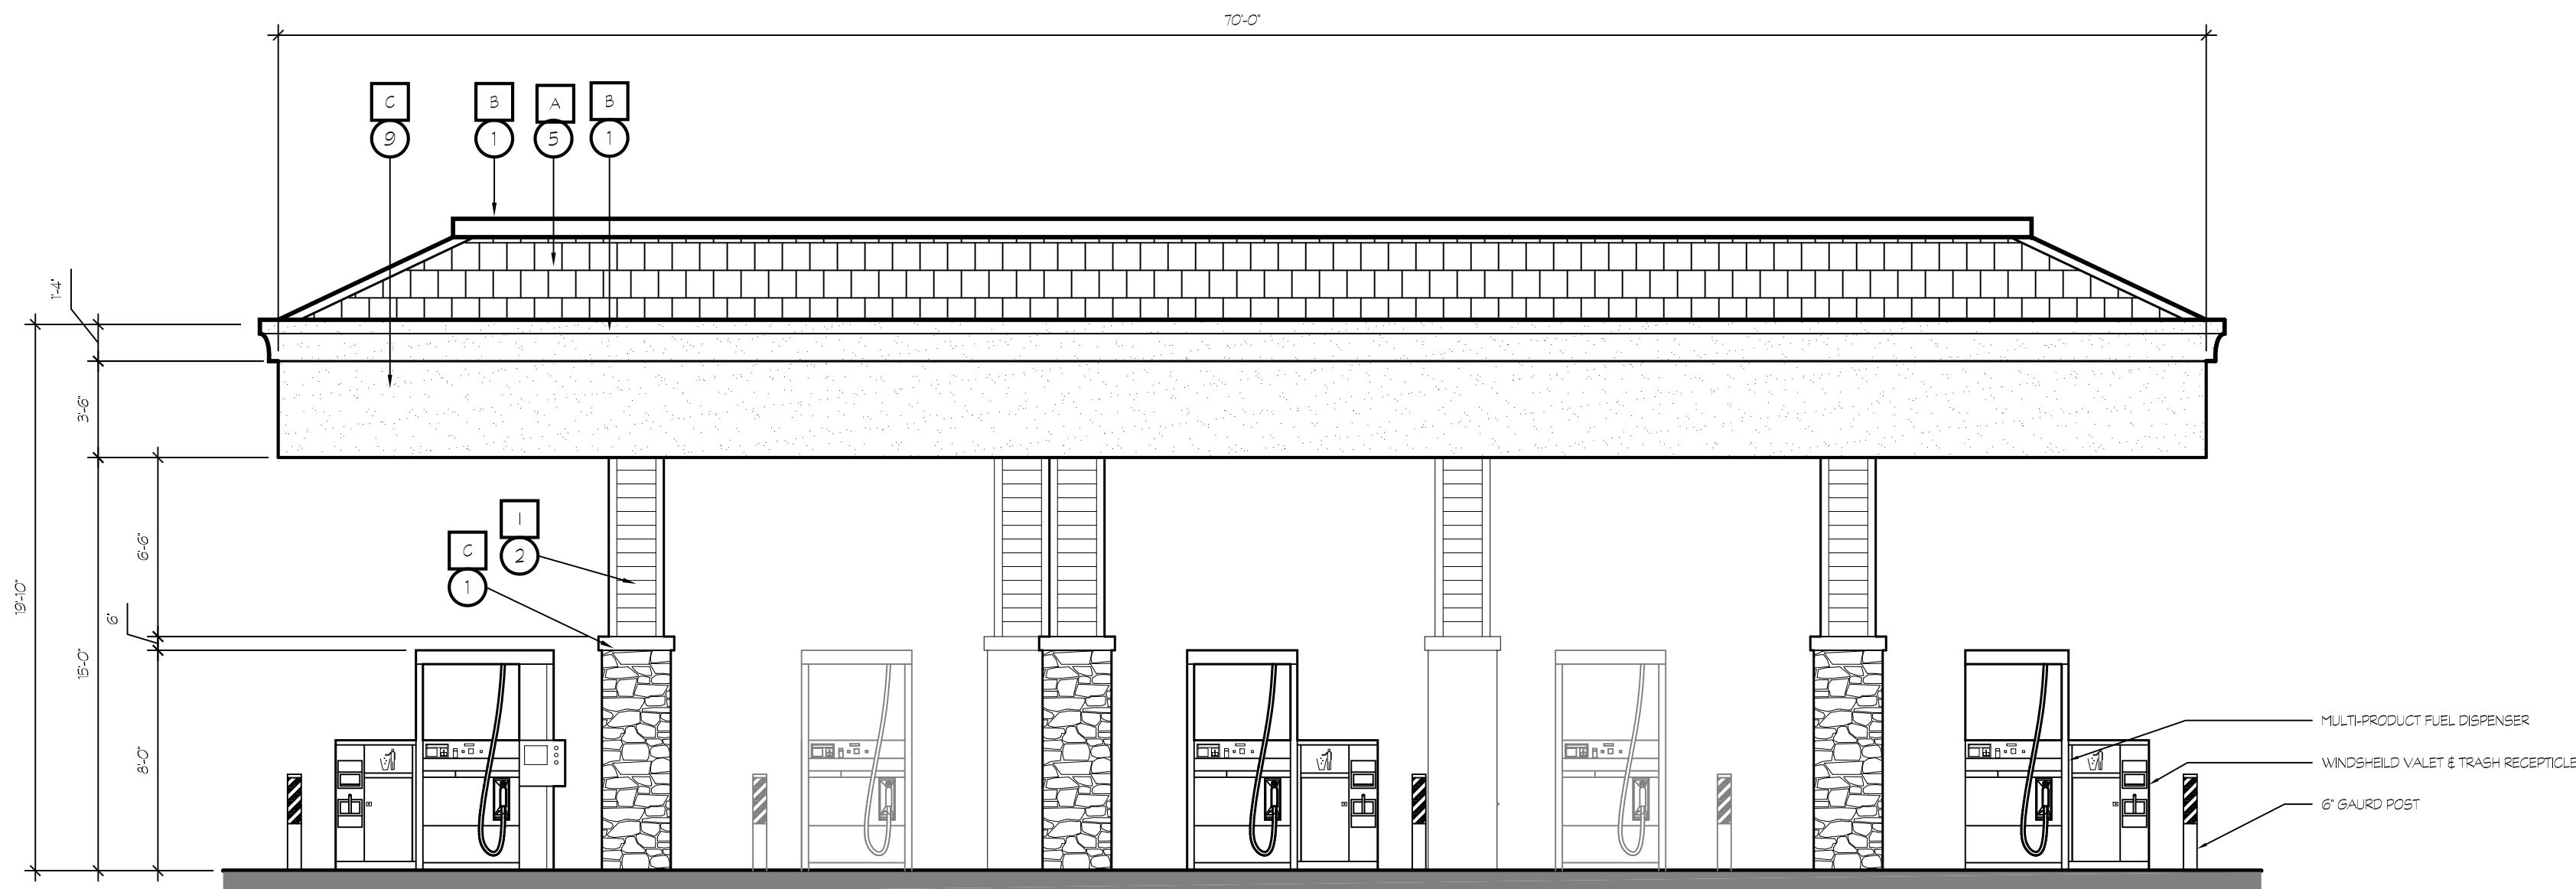 70'-0"
C
B
A
B
9
1
5
1
1'-4"
3'-6"
19'-10"
15'-0"
6'-6"
6"
8'-0"
I
2
C
1
MULTI-PRODUCT FUEL DISPENSER
WINDSHEILD VALET & TRASH RECEPTICLE
6" GAURD POST